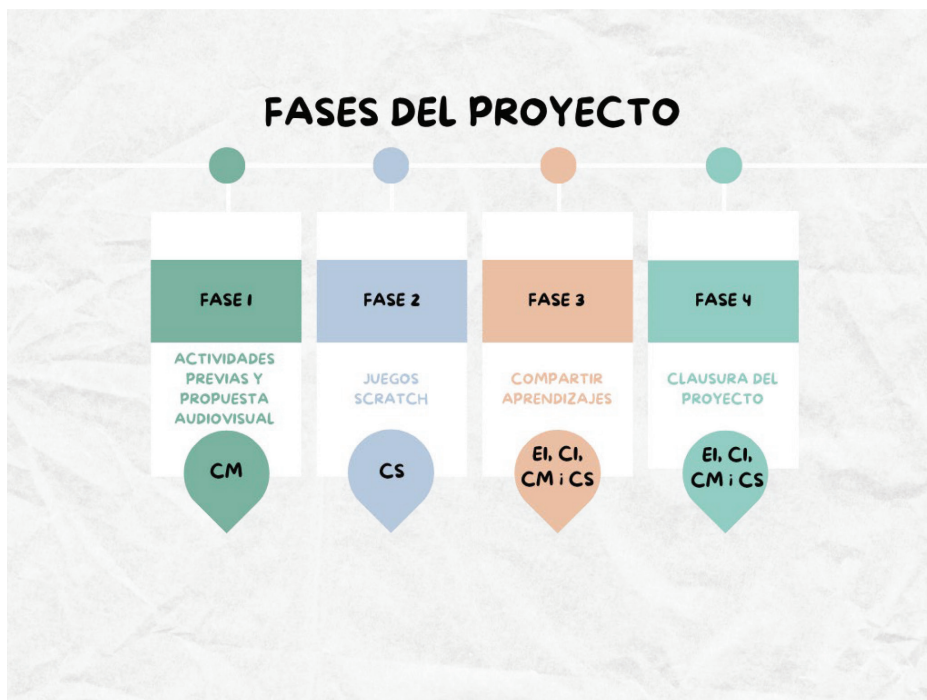 FASES DEL PROYECTO
FASE 1
ACTIVIDADES
PREVIAS Y
PROPUESTA
AUDIOVISUAL
CM
FASE 2
JUEGOS
SCRATCH
CS
FASE 3
COMPARTIR
APRENDIZAJES
EI, CI,
CM i CS
FASE 4
CLAUSURA DEL
PROYECTO
EI, CI,
CM i CS